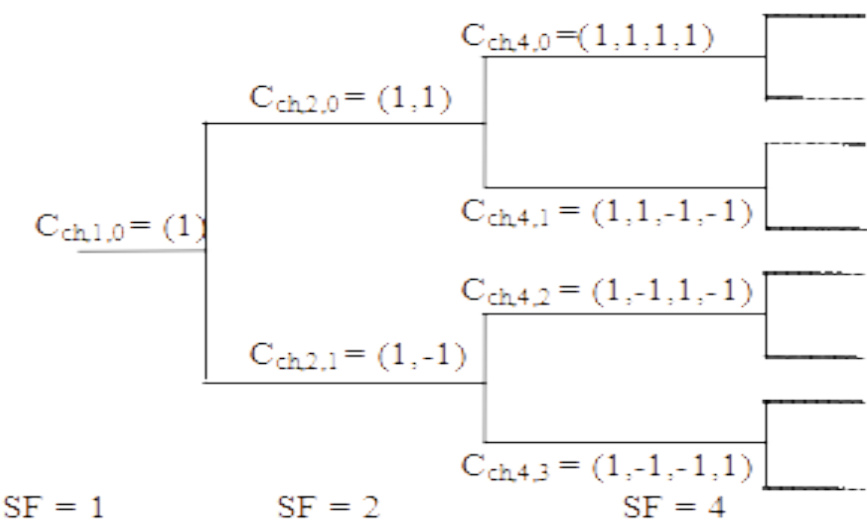 C_ch,4,0 =(1,1,1,1)
C_ch,2,0 = (1,1)
C_ch,4,1 = (1,1,-1,-1)
C_ch,1,0 = (1)
C_ch,4,2 = (1,-1,1,-1)
C_ch,2,1 = (1,-1)
C_ch,4,3 = (1,-1,-1,1)
SF = 1 SF = 2 SF = 4